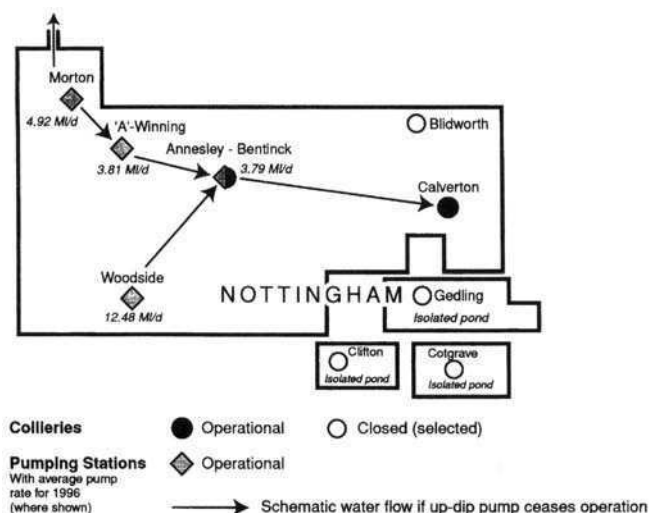 Morton
4.92 Ml/d
'A'-Winning
3.81 Ml/d
Annesley - Bentinck
3.79 Ml/d
Blidworth
Calverton
Woodside
12.48 Ml/d
NOTTINGHAM
Gedling
Isolated pond
Clifton
Isolated pond
Cotgrave
Isolated pond
Collieries
Operational
Closed (selected)
Pumping Stations
Operational
With average pump
rate for 1996
(where shown)
Schematic water flow if up-dip pump ceases operation